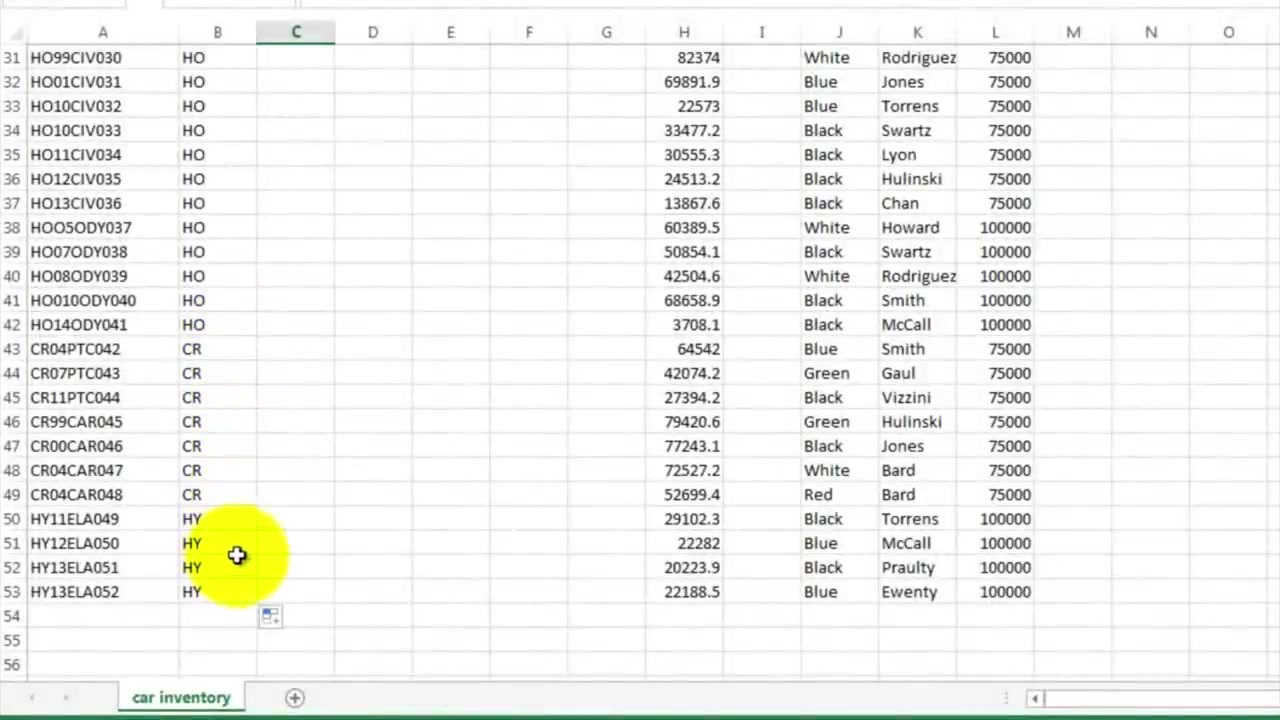 A B C D E F G H I J K L M N O
31 HO99CIV030 HO 82374 White Rodriguez 75000
32 HO01CIV031 HO 69891.9 Blue Jones 75000
33 HO10CIV032 HO 22573 Blue Torrens 75000
34 HO10CIV033 HO 33477.2 Black Swartz 75000
35 HO11CIV034 HO 30555.3 Black Lyon 75000
36 HO12CIV035 HO 24513.2 Black Hulinski 75000
37 HO13CIV036 HO 13867.6 Black Chan 75000
38 HOO5ODY037 HO 60389.5 White Howard 100000
39 HO07ODY038 HO 50854.1 Black Swartz 100000
40 HO08ODY039 HO 42504.6 White Rodriguez 100000
41 HO010ODY040 HO 68658.9 Black Smith 100000
42 HO14ODY041 HO 3708.1 Black McCall 100000
43 CR04PTC042 CR 64542 Blue Smith 75000
44 CR07PTC043 CR 42074.2 Green Gaul 75000
45 CR11PTC044 CR 27394.2 Black Vizzini 75000
46 CR99CAR045 CR 79420.6 Green Hulinski 75000
47 CR00CAR046 CR 77243.1 Black Jones 75000
48 CR04CAR047 CR 72527.2 White Bard 75000
49 CR04CAR048 CR 52699.4 Red Bard 75000
50 HY11ELA049 HY 29102.3 Black Torrens 100000
51 HY12ELA050 HY 22282 Blue McCall 100000
52 HY13ELA051 HY 20223.9 Black Praulty 100000
53 HY13ELA052 HY 22188.5 Blue Ewenty 100000
54
55
56
car inventory